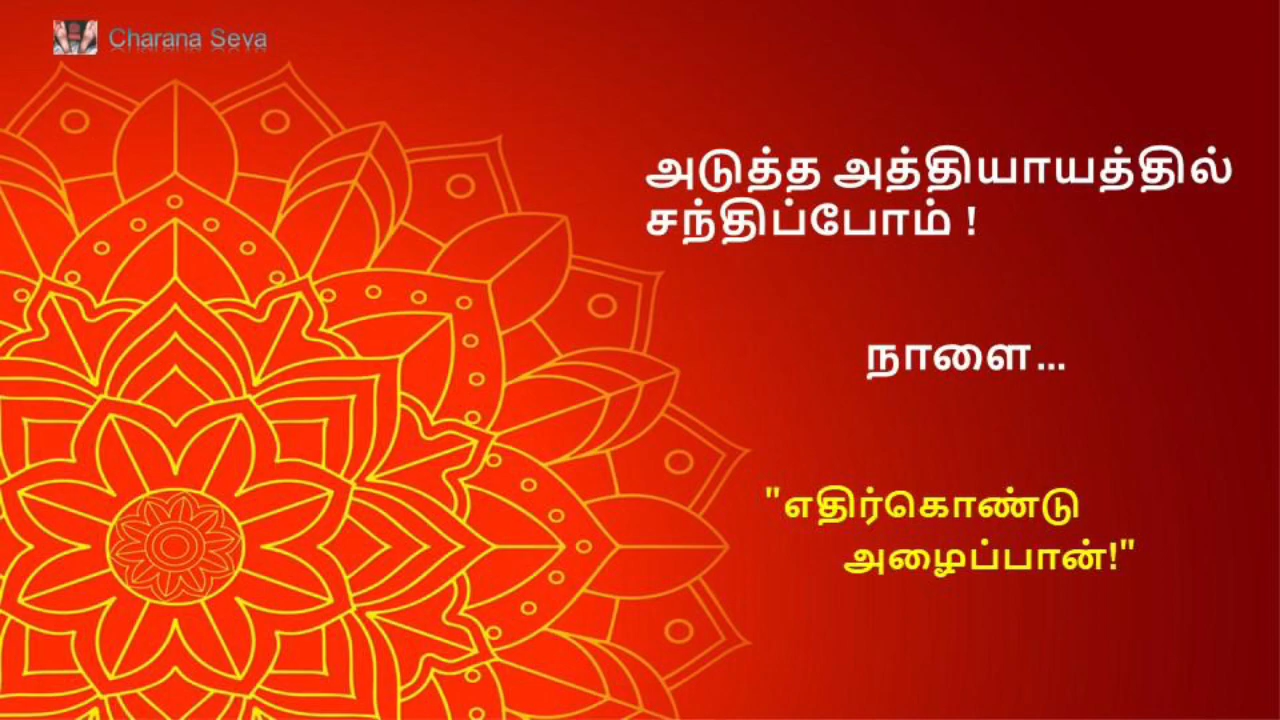 Charana Seva
அடுத்த அத்தியாயத்தில்
சந்திப்போம் !
நாளை...
"எதிர்கொண்டு
அழைப்பான்!"